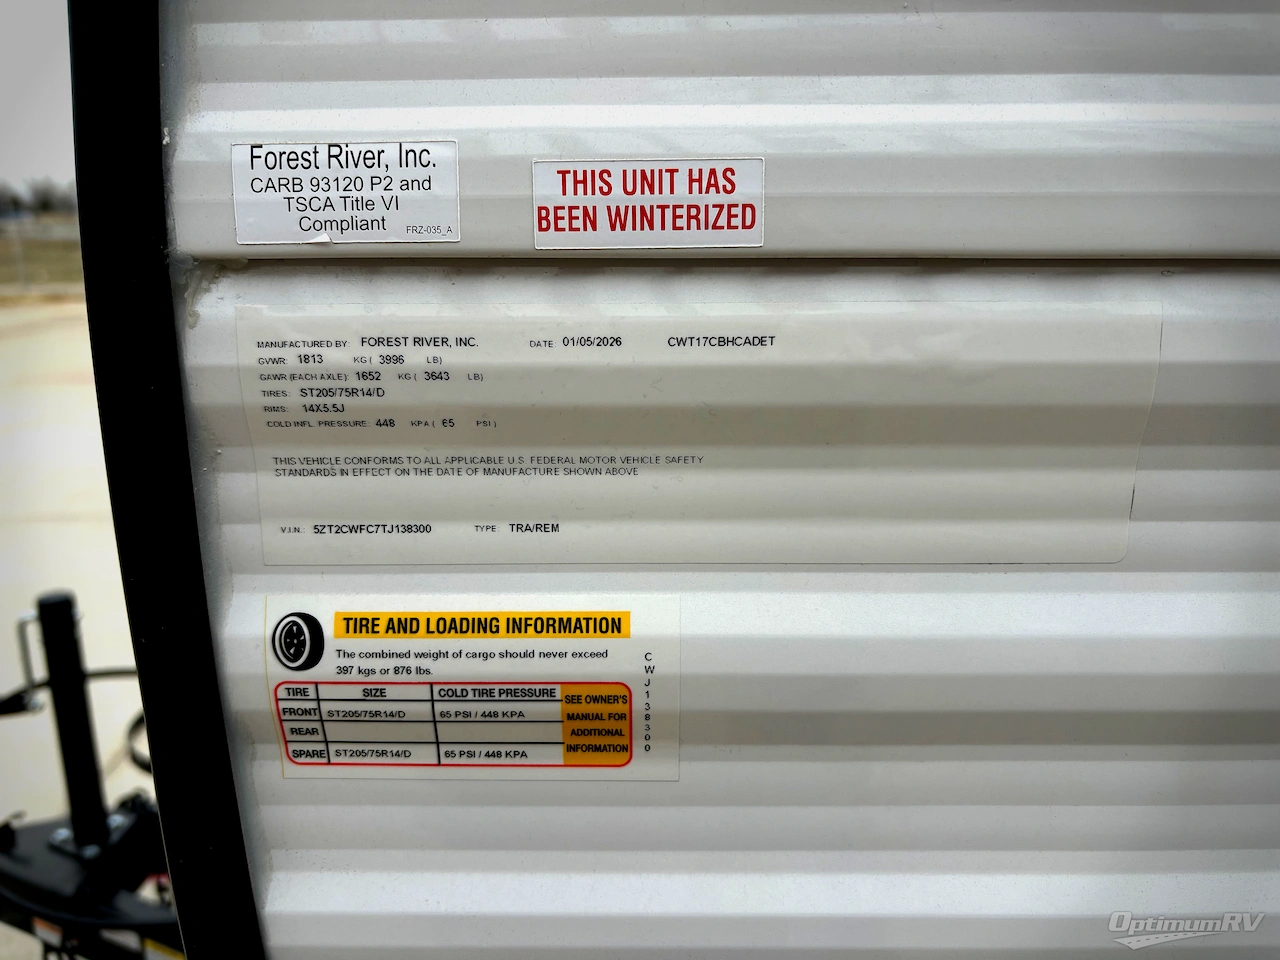 Forest River, Inc.
CARB 93120 P2 and
TSCA Title VI
Compliant
FRZ-035_A
THIS UNIT HAS
BEEN WINTERIZED
MANUFACTURED BY: FOREST RIVER, INC. DATE: 01/05/2026 CWT17CBHCADET
GVWR: 1813 KG ( 3996 LB)
GAWR (EACH AXLE): 1652 KG ( 3643 LB)
TIRES: ST205/75R14/D
RIMS: 14X5.5J
COLD INFL. PRESSURE: 448 KPA ( 65 PSI )
THIS VEHICLE CONFORMS TO ALL APPLICABLE U.S. FEDERAL MOTOR VEHICLE SAFETY
STANDARDS IN EFFECT ON THE DATE OF MANUFACTURE SHOWN ABOVE
V.I.N.: 5ZT2CWFC7TJ138300 TYPE: TRA/REM
TIRE AND LOADING INFORMATION
The combined weight of cargo should never exceed
397 kgs or 876 lbs.
TIRE SIZE COLD TIRE PRESSURE
FRONT ST205/75R14/D 65 PSI / 448 KPA
REAR
SPARE ST205/75R14/D 65 PSI / 448 KPA
SEE OWNER'S
MANUAL FOR
ADDITIONAL
INFORMATION
CWJ138300
OptimumRV